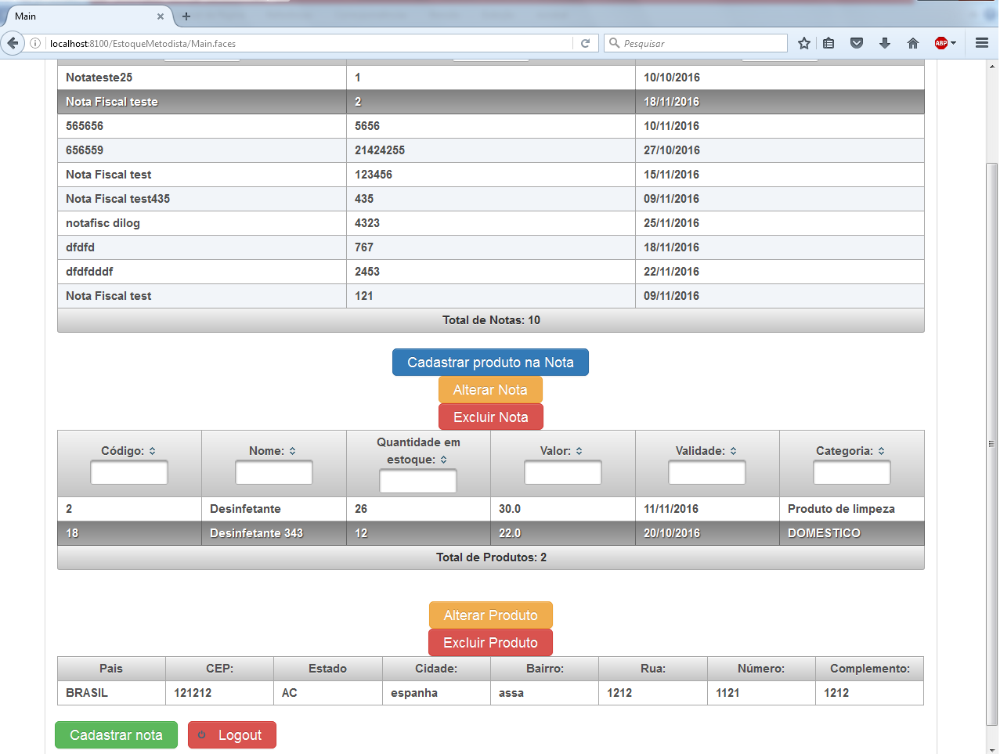 Main
localhost:8100/EstoqueMetodista/Main.faces
Pesquisar
ABP
Notateste25 1 10/10/2016
Nota Fiscal teste 2 18/11/2016
565656 5656 10/11/2016
656559 21424255 27/10/2016
Nota Fiscal test 123456 15/11/2016
Nota Fiscal test435 435 09/11/2016
notafisc dilog 4323 25/11/2016
dfdfd 767 18/11/2016
dfdfdddf 2453 22/11/2016
Nota Fiscal test 121 09/11/2016
Total de Notas: 10
Cadastrar produto na Nota
Alterar Nota
Excluir Nota
Código: Nome: Quantidade em estoque: Valor: Validade: Categoria:
2 Desinfetante 26 30.0 11/11/2016 Produto de limpeza
18 Desinfetante 343 12 22.0 20/10/2016 DOMESTICO
Total de Produtos: 2
Alterar Produto
Excluir Produto
Pais CEP: Estado Cidade: Bairro: Rua: Número: Complemento:
BRASIL 121212 AC espanha assa 1212 1121 1212
Cadastrar nota Logout